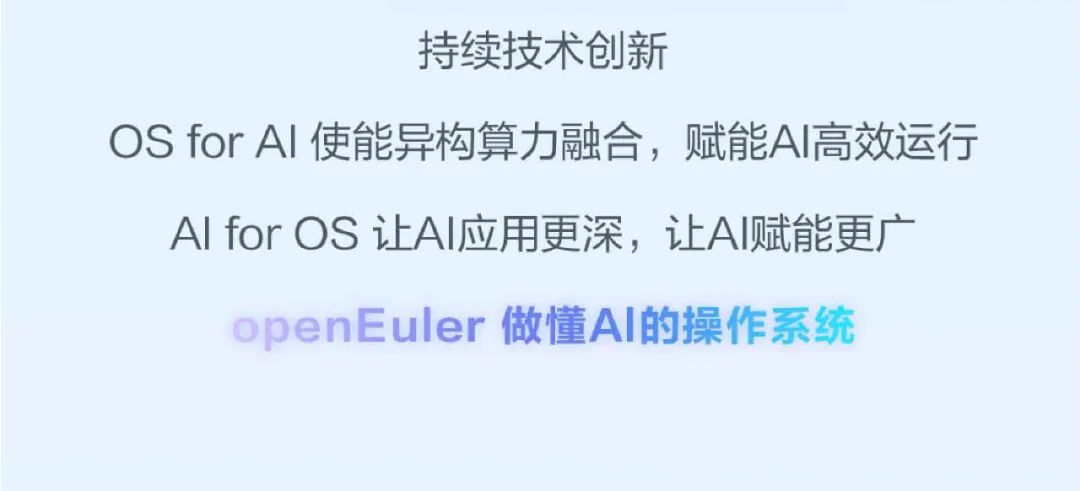 持续技术创新
OS for AI 使能异构算力融合，赋能AI高效运行
AI for OS 让AI应用更深，让AI赋能更广
openEuler 做懂AI的操作系统